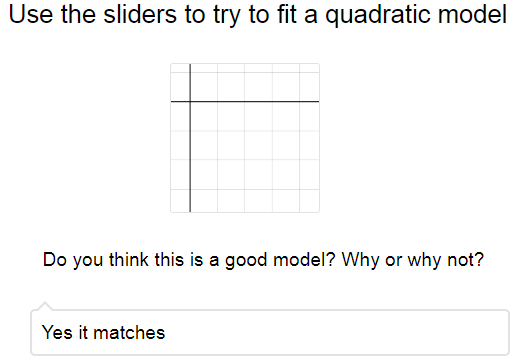 Use the sliders to try to fit a quadratic model
Do you think this is a good model? Why or why not?
Yes it matches